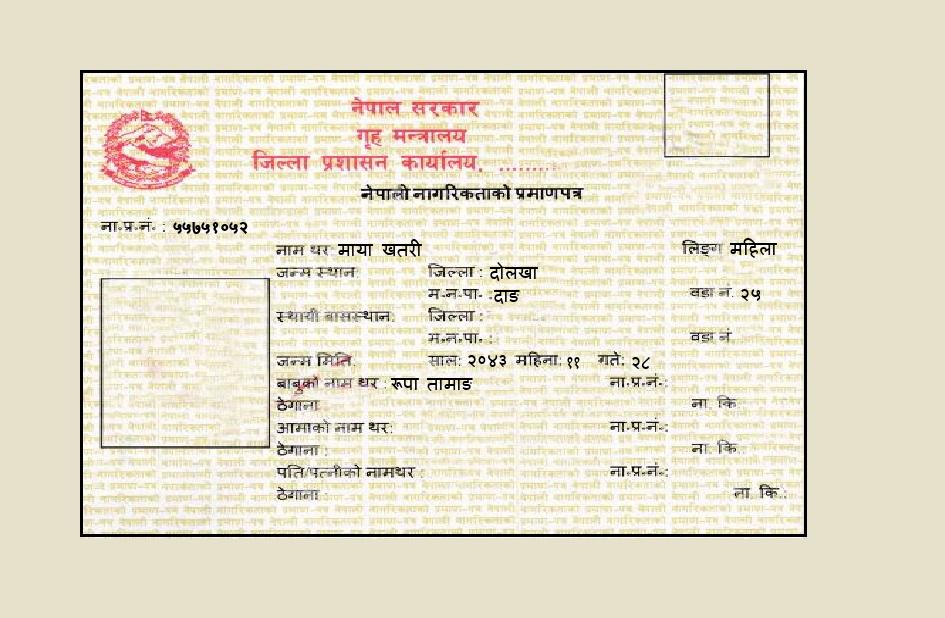 नेपाल सरकार
गृह मन्त्रालय
जिल्ला प्रशासन कार्यालय, .........
नेपाली नागरिकताको प्रमाणपत्र
ना.प्र.नं. : ५५७५१०५२
नाम थर: माया खतरी लिङ्ग महिला
जन्म स्थान: जिल्ला : दोलखा
म.न.पा. : दाङ वडा नं. २५
स्थायी बासस्थान: जिल्ला :
म.न.पा. : वडा नं
जन्म मिति: साल: २०४३ महिना: ११ गते: २८
बाबुको नाम थर : रूपा तामाङ ना.प्र.नं.:
ठेगाना: ना. कि.:
आमाको नाम थर: ना.प्र.नं.:
ठेगाना : ना. कि.:
पति/पत्नीको नामथर : ना.प्र.नं.:
ठेगाना : ना. कि.: